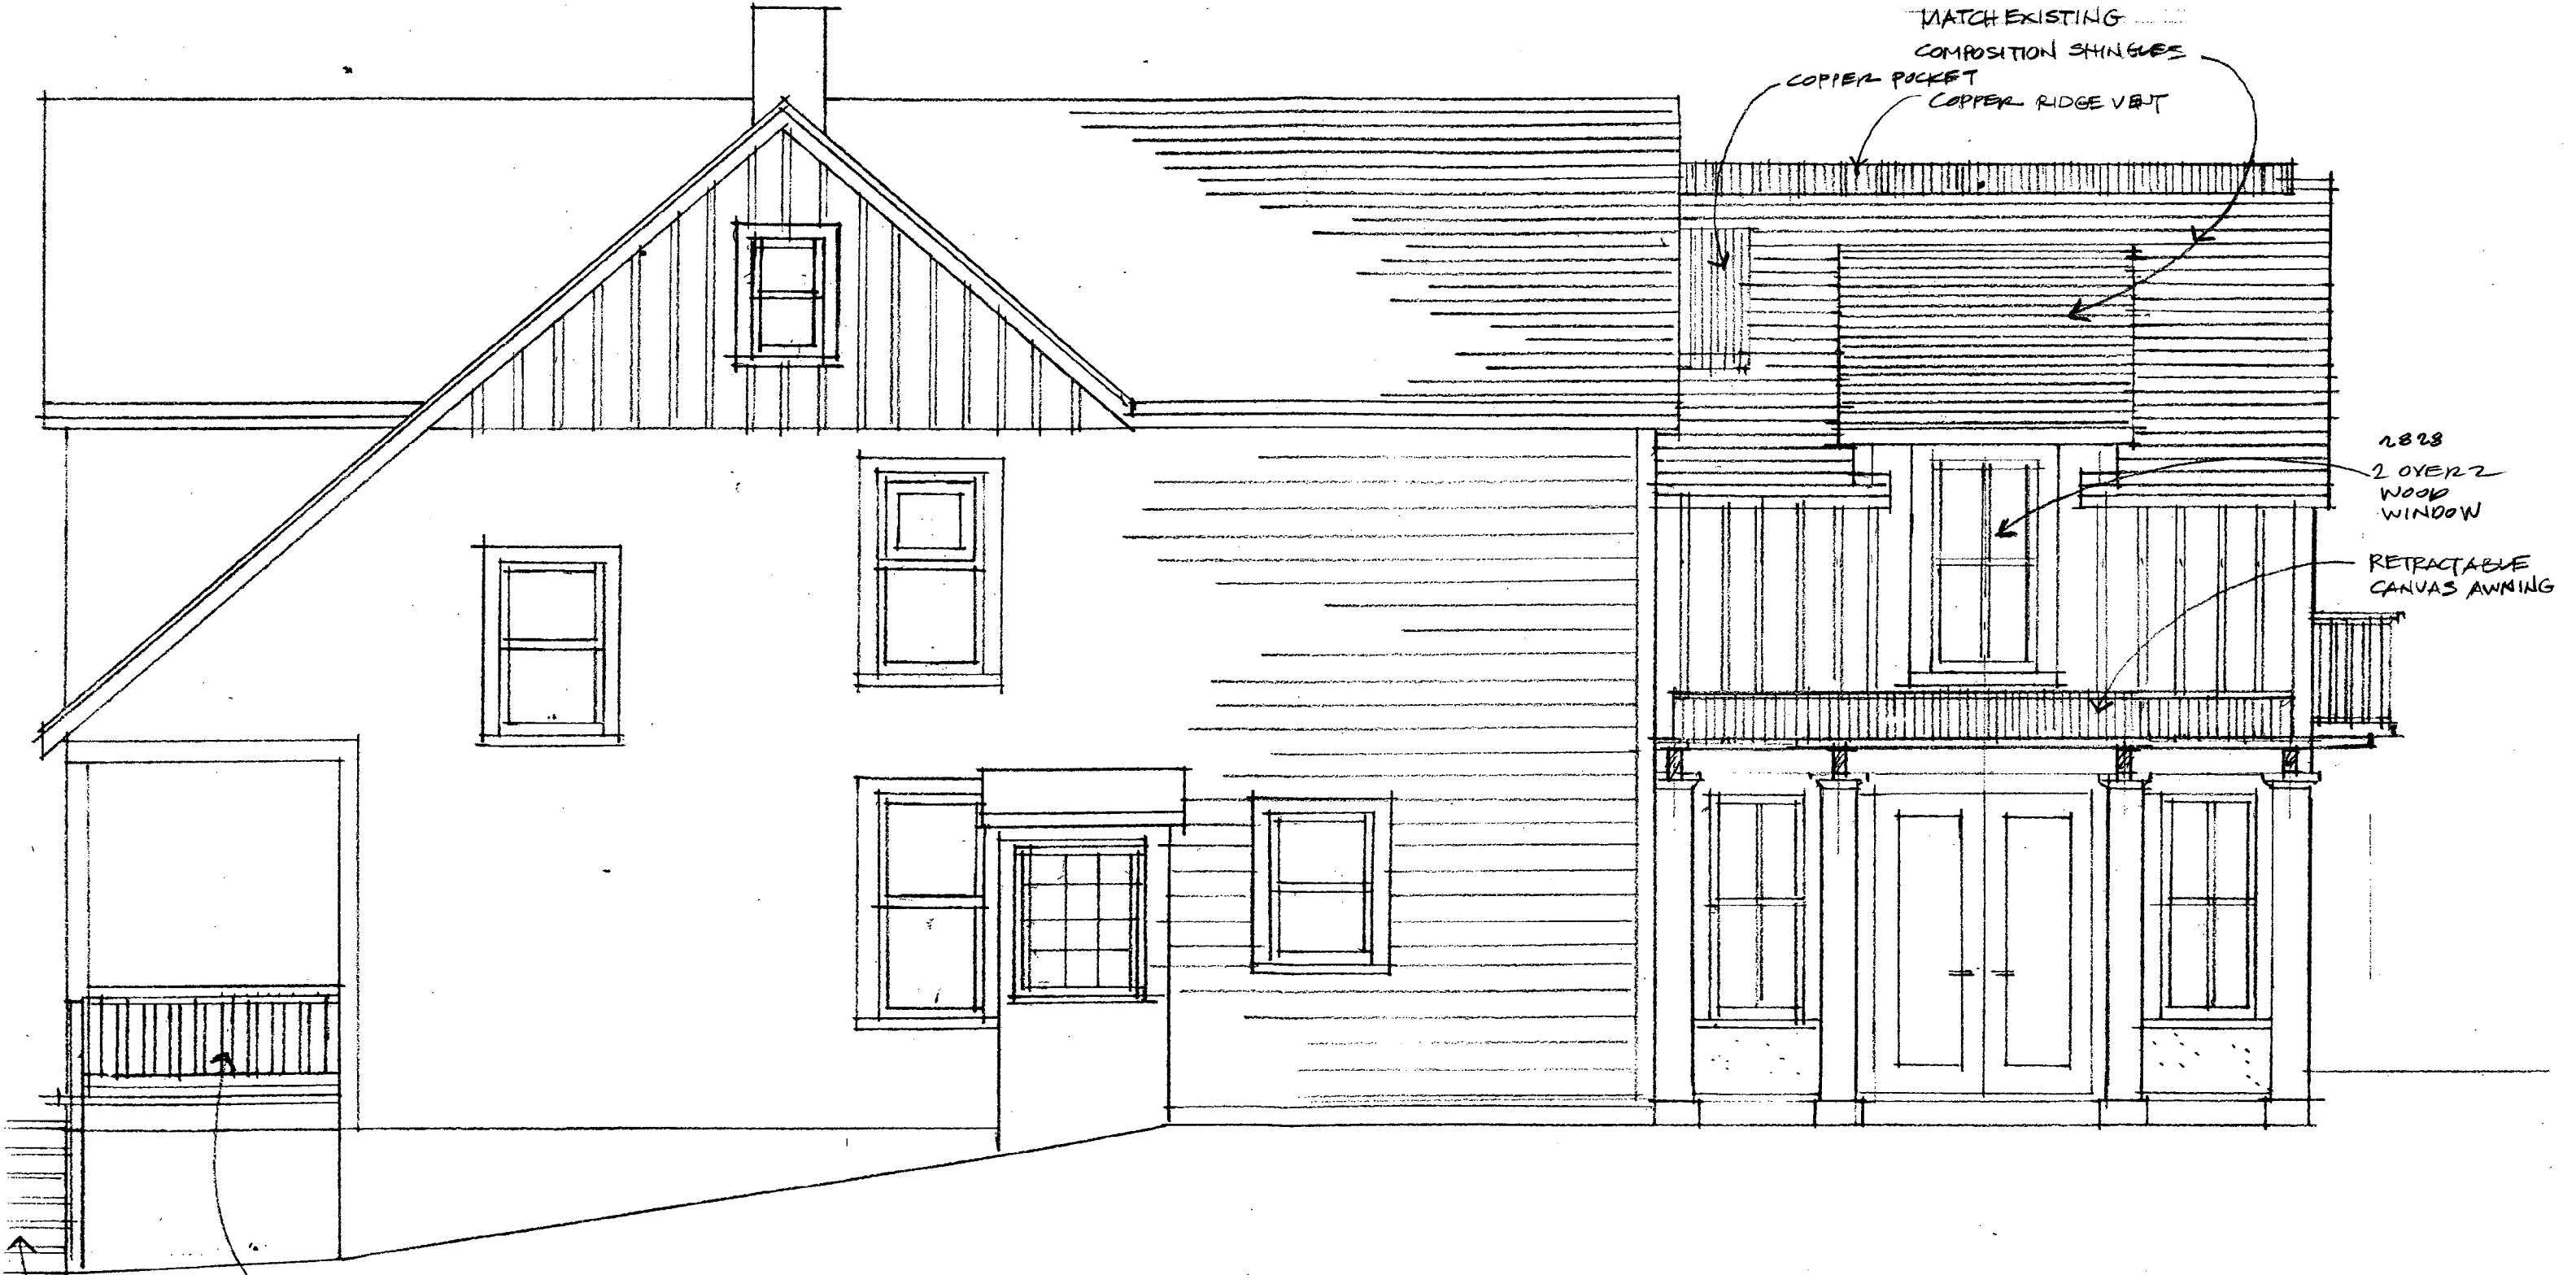 MATCH EXISTING
COMPOSITION SHINGLES
COPPER POCKET
COPPER RIDGE VENT
2828
2 OVER 2
WOOD
WINDOW
RETRACTABLE
CANVAS AWNING